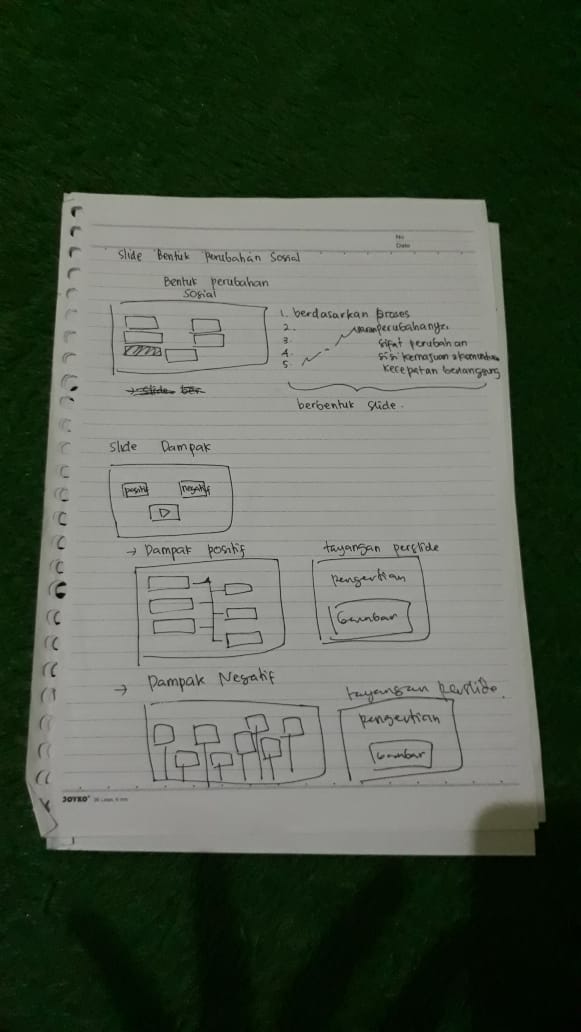 No
Date
Slide Bentuk Perubahan Sosial
Bentuk perubahan
Sosial
1. berdasarkan proses
2. perubahanya
3. sifat perubahan
4. sisi kemajuan &
5. kecepatan berlangsung
→ slide ber
berbentuk slide.
Slide Dampak
positif negatif
→ Dampak positif
tayangan perslide
pengertian
Gambar
→ Dampak Negatif
tayangan perslide.
pengertian
Gambar
JOYKO